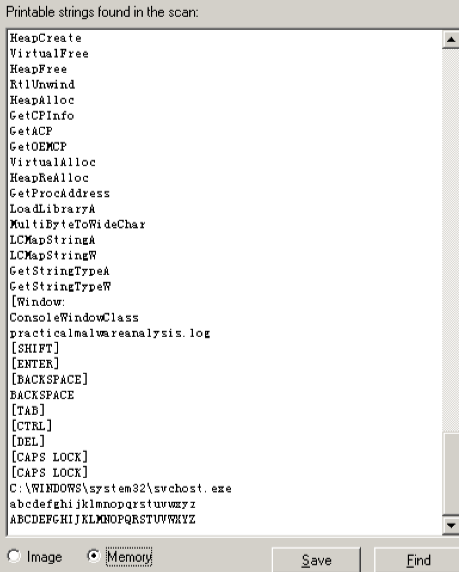 Printable strings found in the scan:
HeapCreate
VirtualFree
HeapFree
RtlUnwind
HeapAlloc
GetCPInfo
GetACP
GetOEMCP
VirtualAlloc
HeapReAlloc
GetProcAddress
LoadLibraryA
MultiByteToWideChar
LCMapStringA
LCMapStringW
GetStringTypeA
GetStringTypeW
[Window:
ConsoleWindowClass
practicalmalwareanalysis.log
[SHIFT]
[ENTER]
[BACKSPACE]
BACKSPACE
[TAB]
[CTRL]
[DEL]
[CAPS LOCK]
[CAPS LOCK]
C:\WINDOWS\system32\svchost.exe
abcdefghijklmnopqrstuvwxyz
ABCDEFGHIJKLMNOPQRSTUVWXYZ
Image Memory Save Find